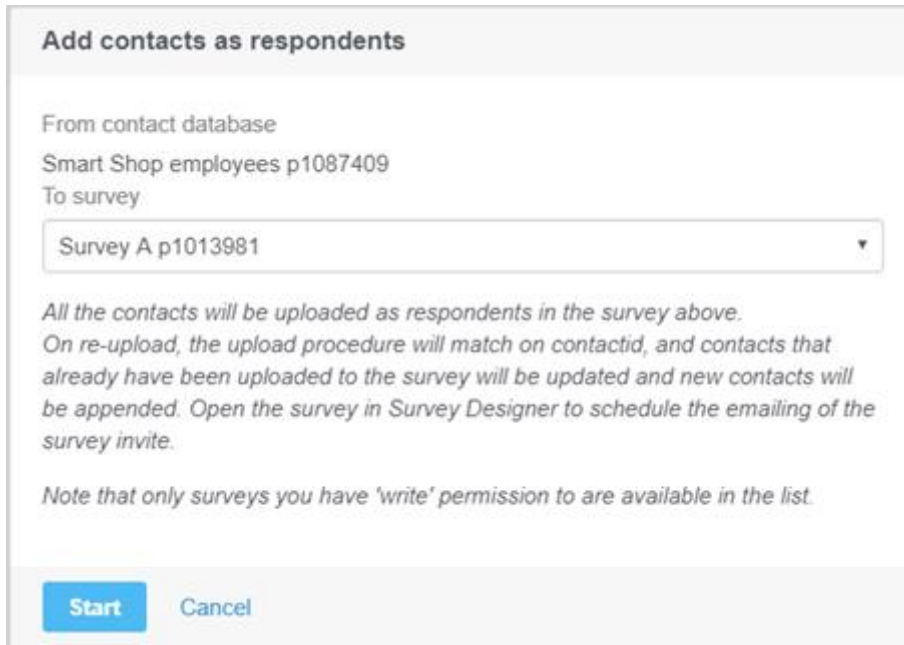 Add contacts as respondents
From contact database
Smart Shop employees p1087409
To survey
Survey A p1013981
All the contacts will be uploaded as respondents in the survey above.
On re-upload, the upload procedure will match on contactid, and contacts that
already have been uploaded to the survey will be updated and new contacts will
be appended. Open the survey in Survey Designer to schedule the emailing of the
survey invite.
Note that only surveys you have 'write' permission to are available in the list.
Start Cancel